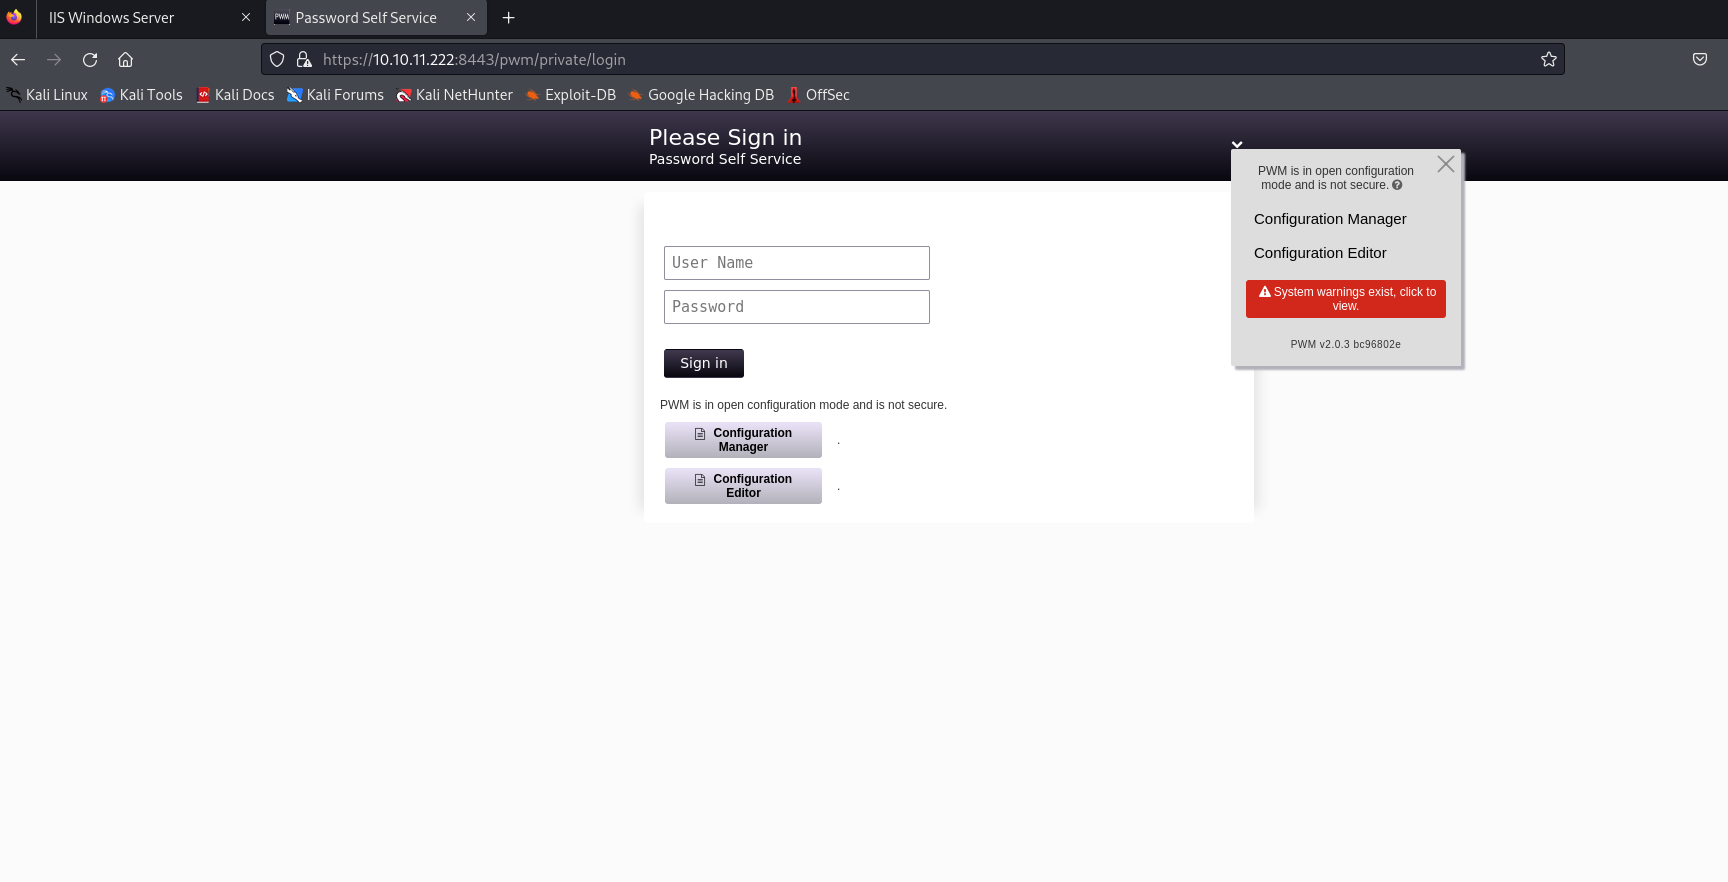 IIS Windows Server
PWM
Password Self Service
https://10.10.11.222:8443/pwm/private/login
Kali Linux
Kali Tools
Kali Docs
Kali Forums
Kali NetHunter
Exploit-DB
Google Hacking DB
OffSec
Please Sign in
Password Self Service
PWM is in open configuration
mode and is not secure.
Configuration Manager
Configuration Editor
System warnings exist, click to
view.
PWM v2.0.3 bc96802e
User Name
Password
Sign in
PWM is in open configuration mode and is not secure.
Configuration
Manager
.
Configuration
Editor
.